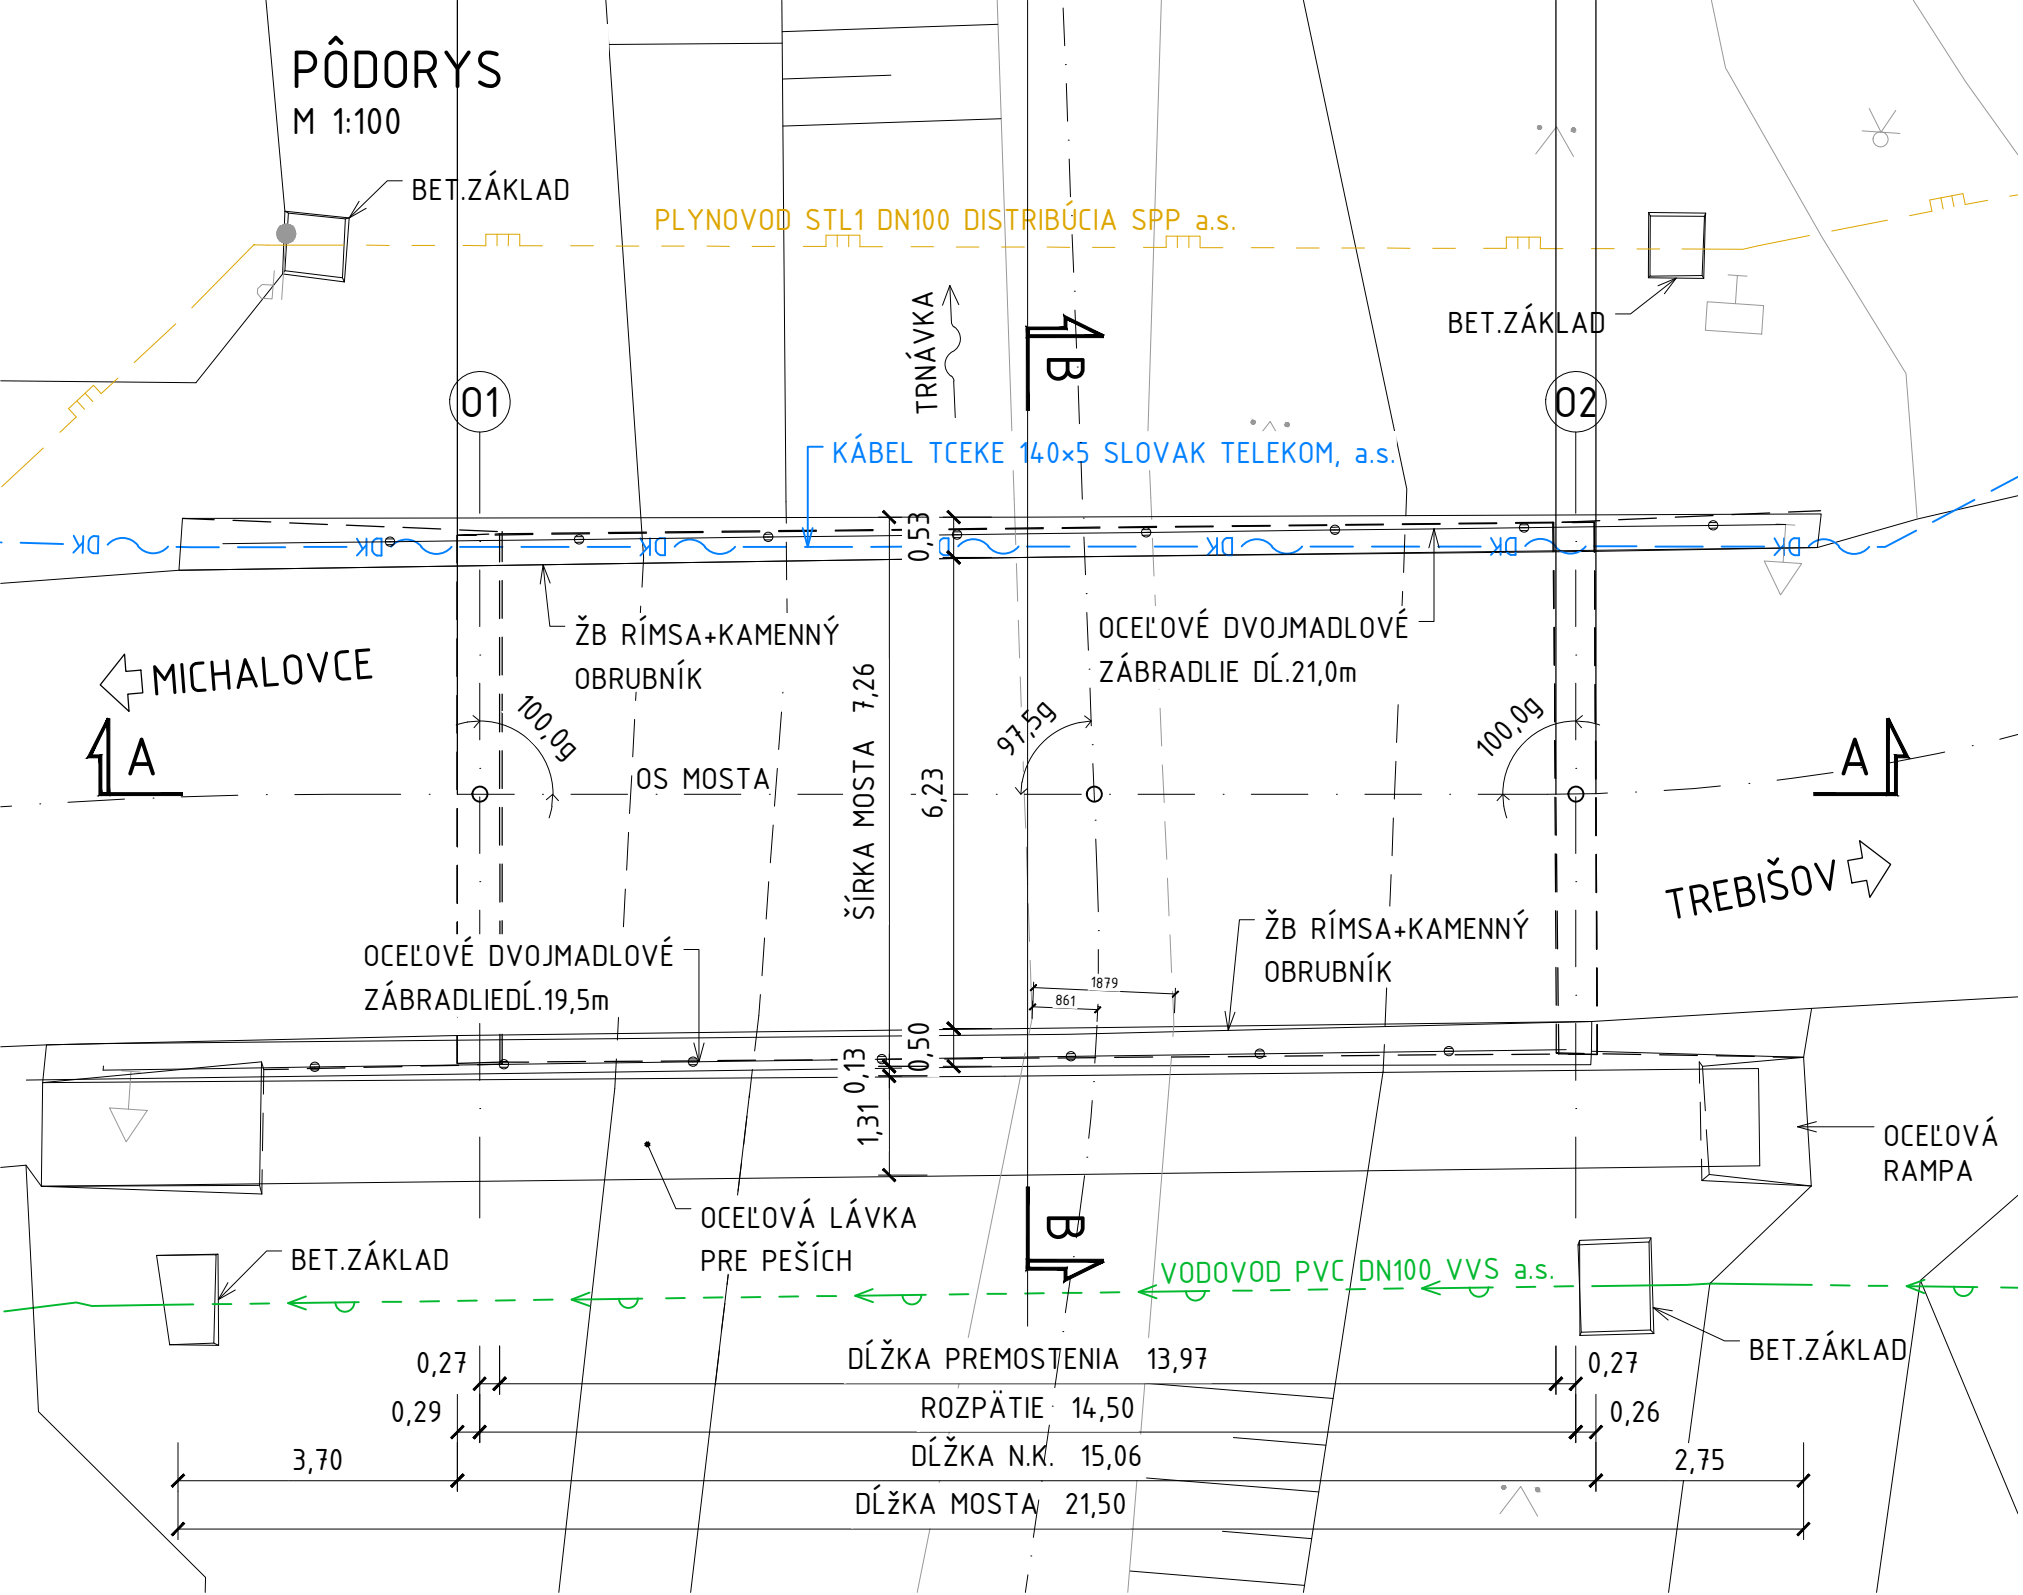 PÔDORYS
M 1:100
BET.ZÁKLAD
PLYNOVOD STL1 DN100 DISTRIBÚCIA SPP a.s.
BET.ZÁKLAD
TRNÁVKA
B
O1
O2
KÁBEL TCEKE 140×5 SLOVAK TELEKOM, a.s.
0,53
DK
DK
DK
DK
DK
DK
ŽB RÍMSA+KAMENNÝ
OBRUBNÍK
OCEĽOVÉ DVOJMADLOVÉ
ZÁBRADLIE DĹ.21,0m
MICHALOVCE
100,0g
97,5g
100,0g
A
OS MOSTA
ŠÍRKA MOSTA 7,26
6,23
A
TREBIŠOV
OCEĽOVÉ DVOJMADLOVÉ
ZÁBRADLIEDĹ.19,5m
ŽB RÍMSA+KAMENNÝ
OBRUBNÍK
1879
861
0,50
0,13
1,31
OCEĽOVÁ
RAMPA
OCEĽOVÁ LÁVKA
PRE PEŠÍCH
B
BET.ZÁKLAD
VODOVOD PVC DN100 VVS a.s.
BET.ZÁKLAD
0,27
DĹŽKA PREMOSTENIA 13,97
0,27
0,29
ROZPÄTIE 14,50
0,26
3,70
DĹŽKA N.K. 15,06
2,75
DĹžKA MOSTA 21,50